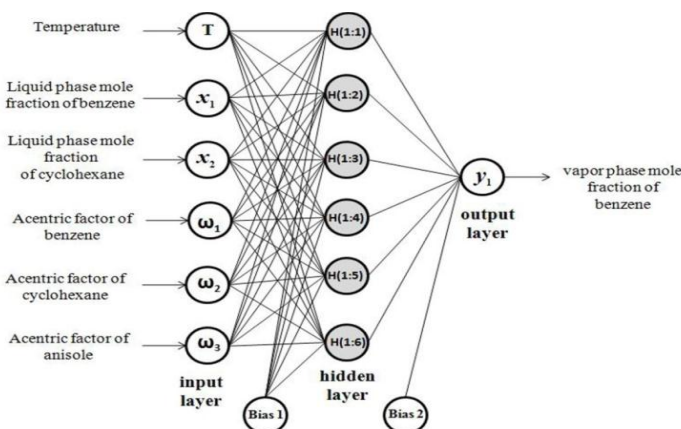 Temperature
T
H(1:1)
Liquid phase mole
fraction of benzene
x1
H(1:2)
Liquid phase mole
fraction
of cyclohexane
x2
H(1:3)
y1
vapor phase mole
fraction of
benzene
output
layer
Acentric factor of
benzene
ω1
H(1:4)
Acentric factor of
cyclohexane
ω2
H(1:5)
Acentric factor of
anisole
ω3
H(1:6)
input
layer
hidden
layer
Bias 1
Bias 2